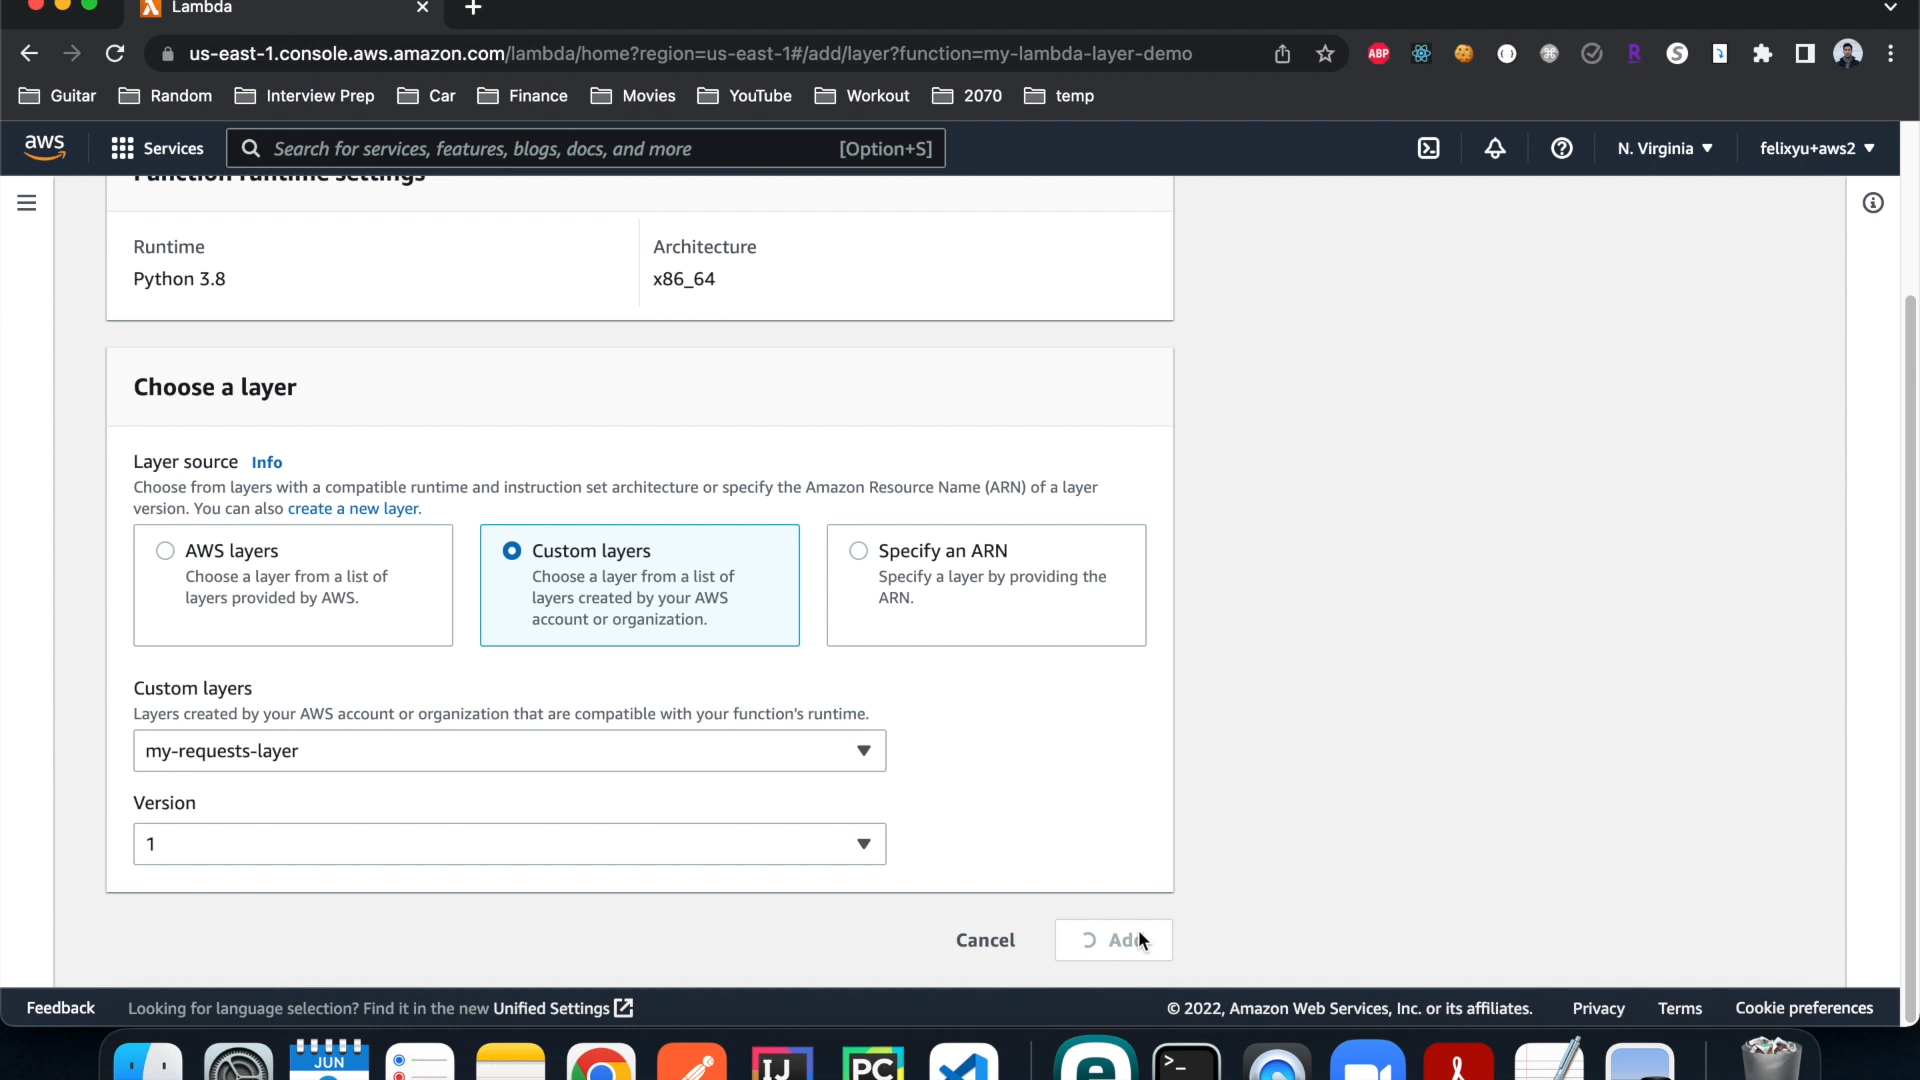 Lambda
us-east-1.console.aws.amazon.com/lambda/home?region=us-east-1#/add/layer?function=my-lambda-layer-demo
ABP
Guitar Random Interview Prep Car Finance Movies YouTube Workout 2070 temp
aws Services Search for services, features, blogs, docs, and more [Option+S] N. Virginia felixyu+aws2
Function runtime settings
Runtime Architecture
Python 3.8 x86_64
Choose a layer
Layer source Info
Choose from layers with a compatible runtime and instruction set architecture or specify the Amazon Resource Name (ARN) of a layer
version. You can also create a new layer.
AWS layers
Choose a layer from a list of
layers provided by AWS.
Custom layers
Choose a layer from a list of
layers created by your AWS
account or organization.
Specify an ARN
Specify a layer by providing the
ARN.
Custom layers
Layers created by your AWS account or organization that are compatible with your function's runtime.
my-requests-layer
Version
1
Cancel Add
Feedback Looking for language selection? Find it in the new Unified Settings © 2022, Amazon Web Services, Inc. or its affiliates. Privacy Terms Cookie preferences
JUN
IJ
PC